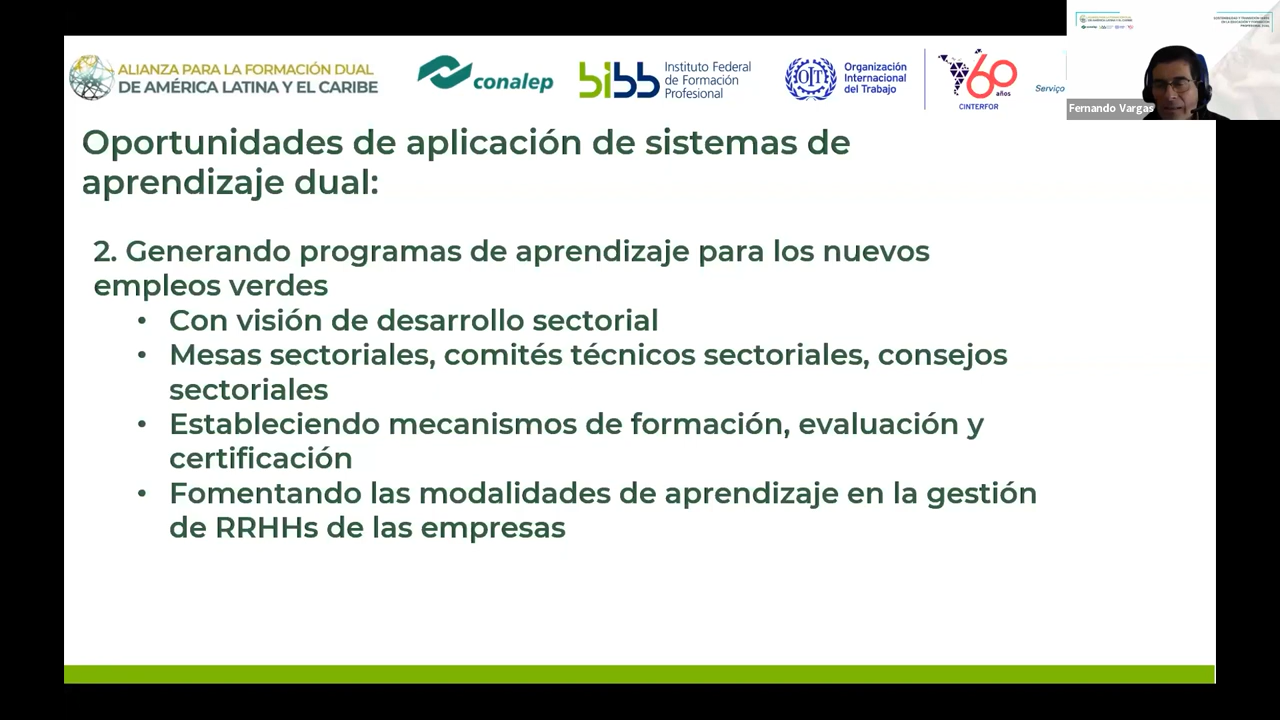 ALIANZA PARA LA FORMACIÓN DUAL
DE AMÉRICA LATINA Y EL CARIBE
conalep
bibb
Instituto Federal
de Formación
Profesional
OIT
Organización
Internacional
del Trabajo
60
años
CINTERFOR
Serviço
Fernando Vargas
Oportunidades de aplicación de sistemas de
aprendizaje dual:
2. Generando programas de aprendizaje para los nuevos
empleos verdes
• Con visión de desarrollo sectorial
• Mesas sectoriales, comités técnicos sectoriales, consejos
sectoriales
• Estableciendo mecanismos de formación, evaluación y
certificación
• Fomentando las modalidades de aprendizaje en la gestión
de RRHHs de las empresas